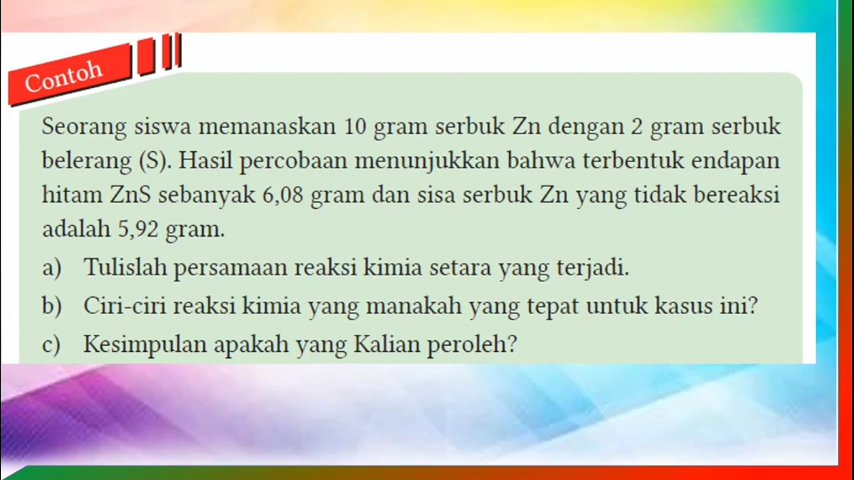 Contoh
Seorang siswa memanaskan 10 gram serbuk Zn dengan 2 gram serbuk
belerang (S). Hasil percobaan menunjukkan bahwa terbentuk endapan
hitam ZnS sebanyak 6,08 gram dan sisa serbuk Zn yang tidak bereaksi
adalah 5,92 gram.
a) Tulislah persamaan reaksi kimia setara yang terjadi.
b) Ciri-ciri reaksi kimia yang manakah yang tepat untuk kasus ini?
c) Kesimpulan apakah yang Kalian peroleh?